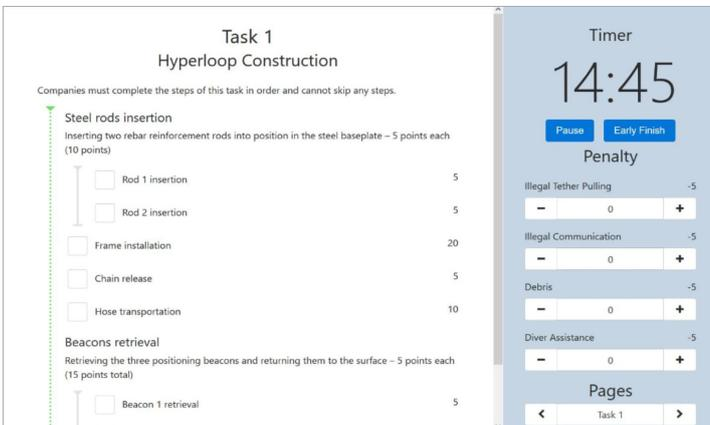 Task 1
Hyperloop Construction
Companies must complete the steps of this task in order and cannot skip any steps.
Steel rods insertion
Inserting two rebar reinforcement rods into position in the steel baseplate – 5 points each
(10 points)
Rod 1 insertion 5
Rod 2 insertion 5
Frame installation 20
Chain release 5
Hose transportation 10
Beacons retrieval
Retrieving the three positioning beacons and returning them to the surface – 5 points each
(15 points total)
Beacon 1 retrieval 5
Timer
14:45
Pause Early Finish
Penalty
Illegal Tether Pulling -5
− 0 +
Illegal Communication -5
− 0 +
Debris -5
− 0 +
Diver Assistance -5
− 0 +
Pages
Task 1